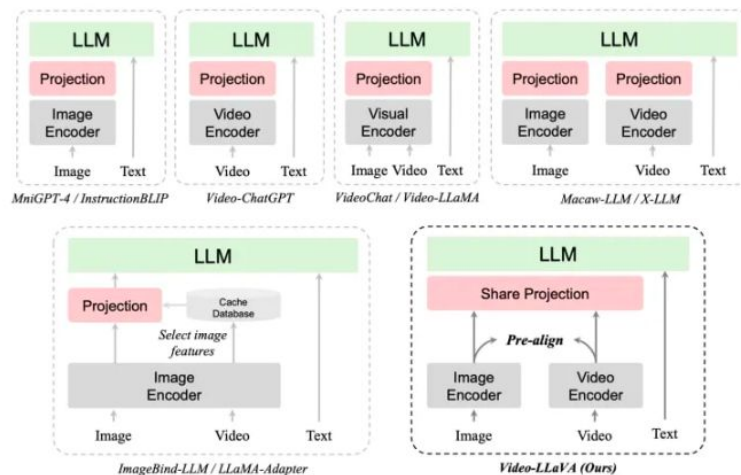 LLM
Projection
Image
Encoder
Image
Text
MniGPT-4 / InstructionBLIP
LLM
Projection
Video
Encoder
Video
Text
Video-ChatGPT
LLM
Projection
Visual
Encoder
Image
Video
Text
VideoChat / Video-LLaMA
LLM
Projection
Projection
Image
Encoder
Video
Encoder
Image
Video
Text
Macaw-LLM / X-LLM
LLM
Projection
Cache
Database
Select image
features
Image
Encoder
Image
Video
Text
ImageBind-LLM / LLaMA-Adapter
LLM
Share Projection
Pre-align
Image
Encoder
Video
Encoder
Image
Video
Text
Video-LLaVA (Ours)